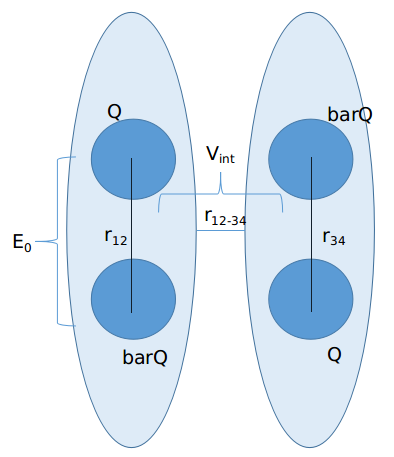 Q
barQ
V_int
r_12-34
E_0
r_12
r_34
barQ
Q